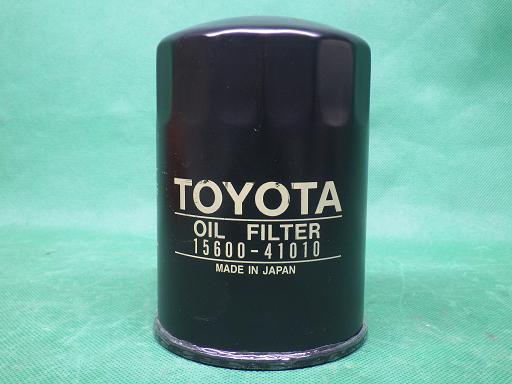 TOYOTA
OIL FILTER
15600-41010
MADE IN JAPAN